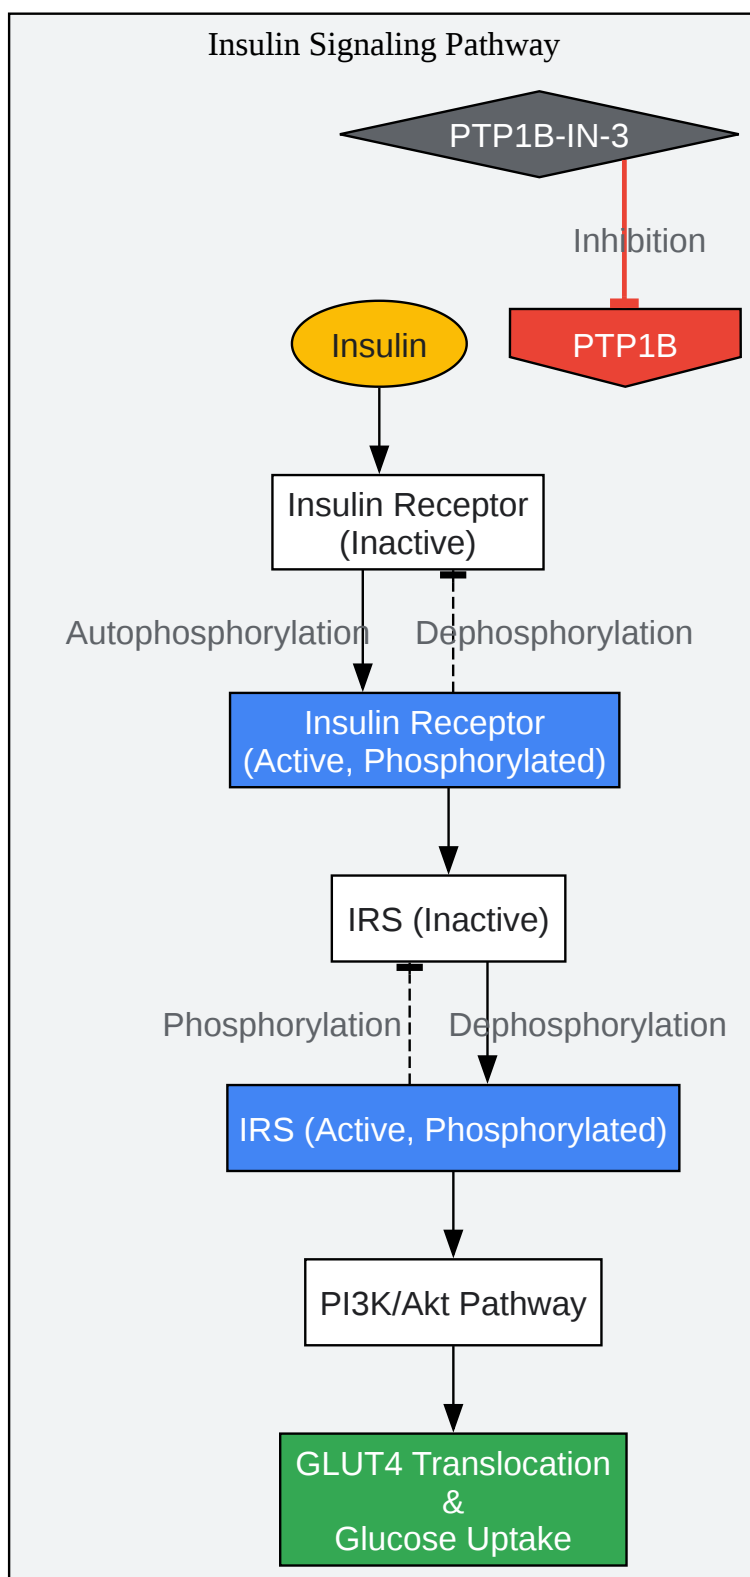 Insulin Signaling Pathway
PTP1B-IN-3
Inhibition
Insulin
PTP1B
Insulin Receptor
(Inactive)
Autophosphorylation
Dephosphorylation
Insulin Receptor
(Active, Phosphorylated)
IRS (Inactive)
Phosphorylation
Dephosphorylation
IRS (Active, Phosphorylated)
PI3K/Akt Pathway
GLUT4 Translocation
&
Glucose Uptake